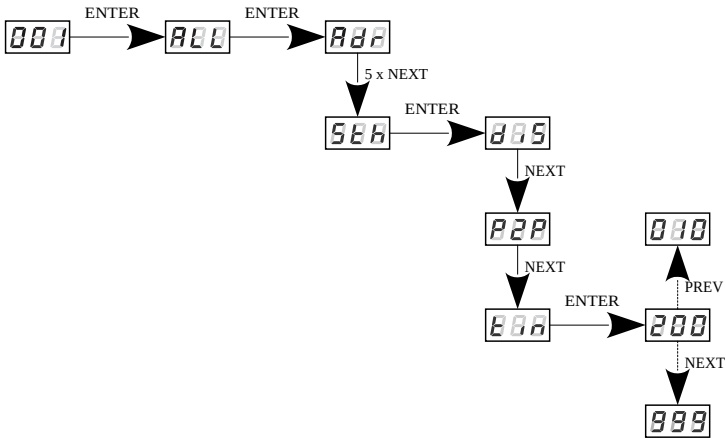 ENTER
ENTER
001
ALL
Adr
5 x NEXT
ENTER
Sth
diS
NEXT
P2P
010
NEXT
PREV
ENTER
tin
200
NEXT
999